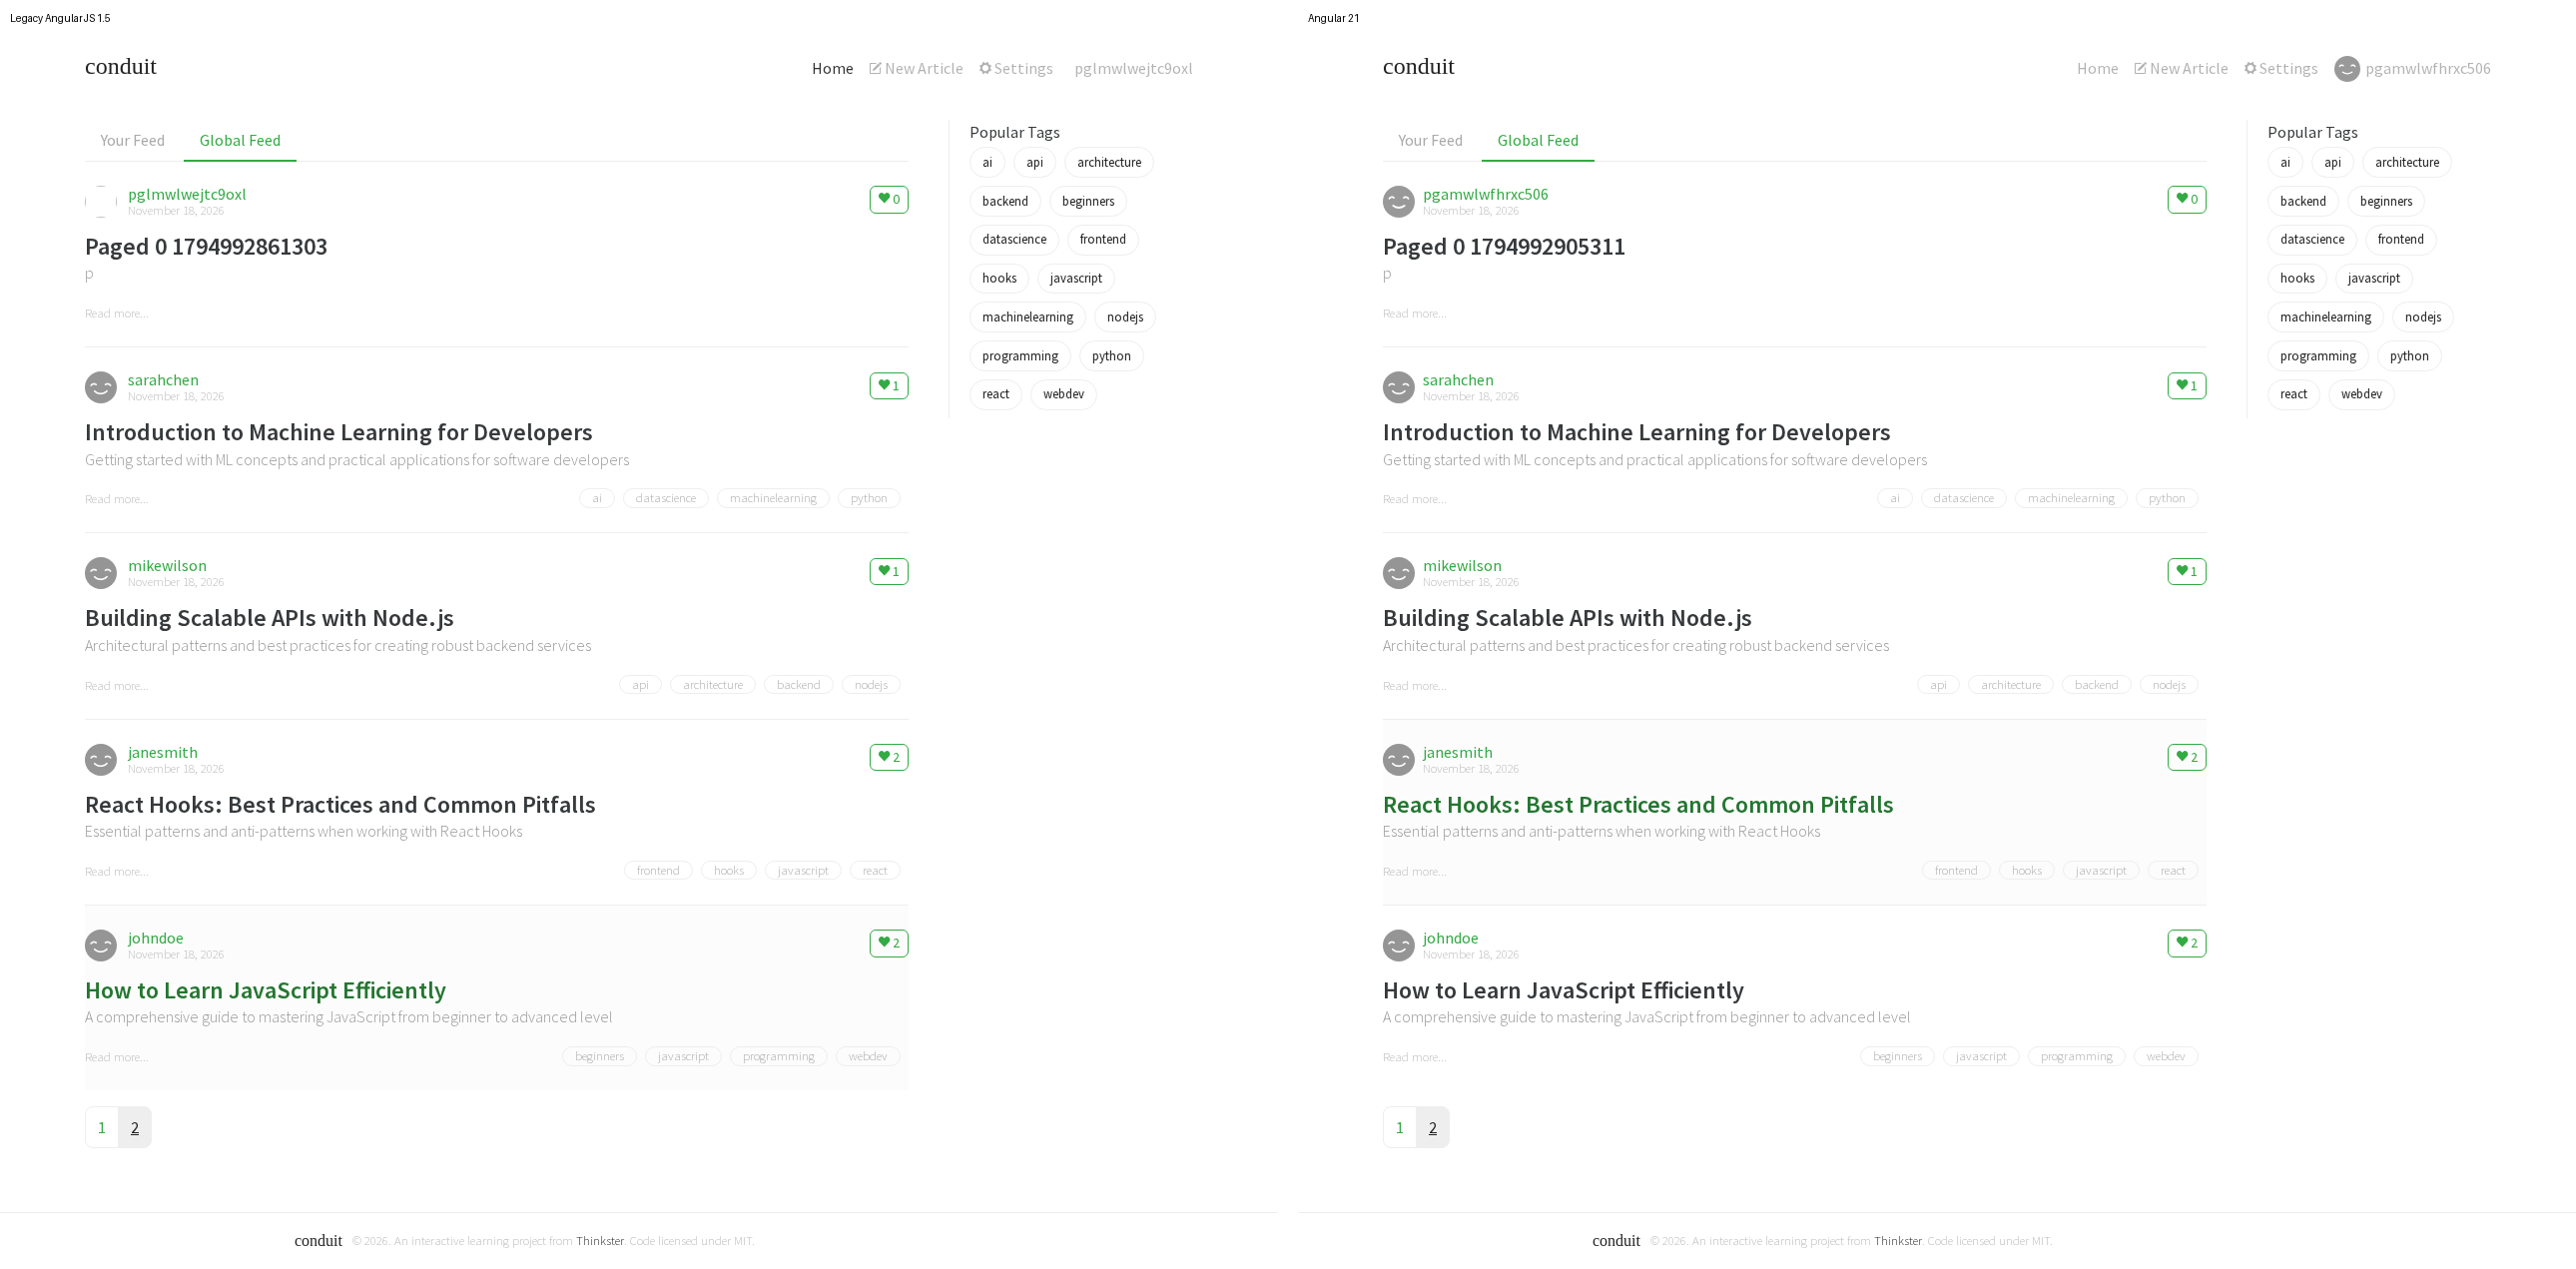 Legacy AngularJS 1.5
conduit
Home New Article Settings pglmwlwejtc9oxl
Your Feed Global Feed
pglmwlwejtc9oxl
November 18, 2026
0
Paged 0 1794992861303
p
Read more...
sarahchen
November 18, 2026
1
Introduction to Machine Learning for Developers
Getting started with ML concepts and practical applications for software developers
Read more... ai datascience machinelearning python
mikewilson
November 18, 2026
1
Building Scalable APIs with Node.js
Architectural patterns and best practices for creating robust backend services
Read more... api architecture backend nodejs
janesmith
November 18, 2026
2
React Hooks: Best Practices and Common Pitfalls
Essential patterns and anti-patterns when working with React Hooks
Read more... frontend hooks javascript react
johndoe
November 18, 2026
2
How to Learn JavaScript Efficiently
A comprehensive guide to mastering JavaScript from beginner to advanced level
Read more... beginners javascript programming webdev
1 2
Popular Tags
ai api architecture
backend beginners
datascience frontend
hooks javascript
machinelearning nodejs
programming python
react webdev
conduit © 2026. An interactive learning project from Thinkster. Code licensed under MIT.
Angular 21
conduit
Home New Article Settings pgamwlwfhrxc506
Your Feed Global Feed
pgamwlwfhrxc506
November 18, 2026
0
Paged 0 1794992905311
p
Read more...
sarahchen
November 18, 2026
1
Introduction to Machine Learning for Developers
Getting started with ML concepts and practical applications for software developers
Read more... ai datascience machinelearning python
mikewilson
November 18, 2026
1
Building Scalable APIs with Node.js
Architectural patterns and best practices for creating robust backend services
Read more... api architecture backend nodejs
janesmith
November 18, 2026
2
React Hooks: Best Practices and Common Pitfalls
Essential patterns and anti-patterns when working with React Hooks
Read more... frontend hooks javascript react
johndoe
November 18, 2026
2
How to Learn JavaScript Efficiently
A comprehensive guide to mastering JavaScript from beginner to advanced level
Read more... beginners javascript programming webdev
1 2
Popular Tags
ai api architecture
backend beginners
datascience frontend
hooks javascript
machinelearning nodejs
programming python
react webdev
conduit © 2026. An interactive learning project from Thinkster. Code licensed under MIT.